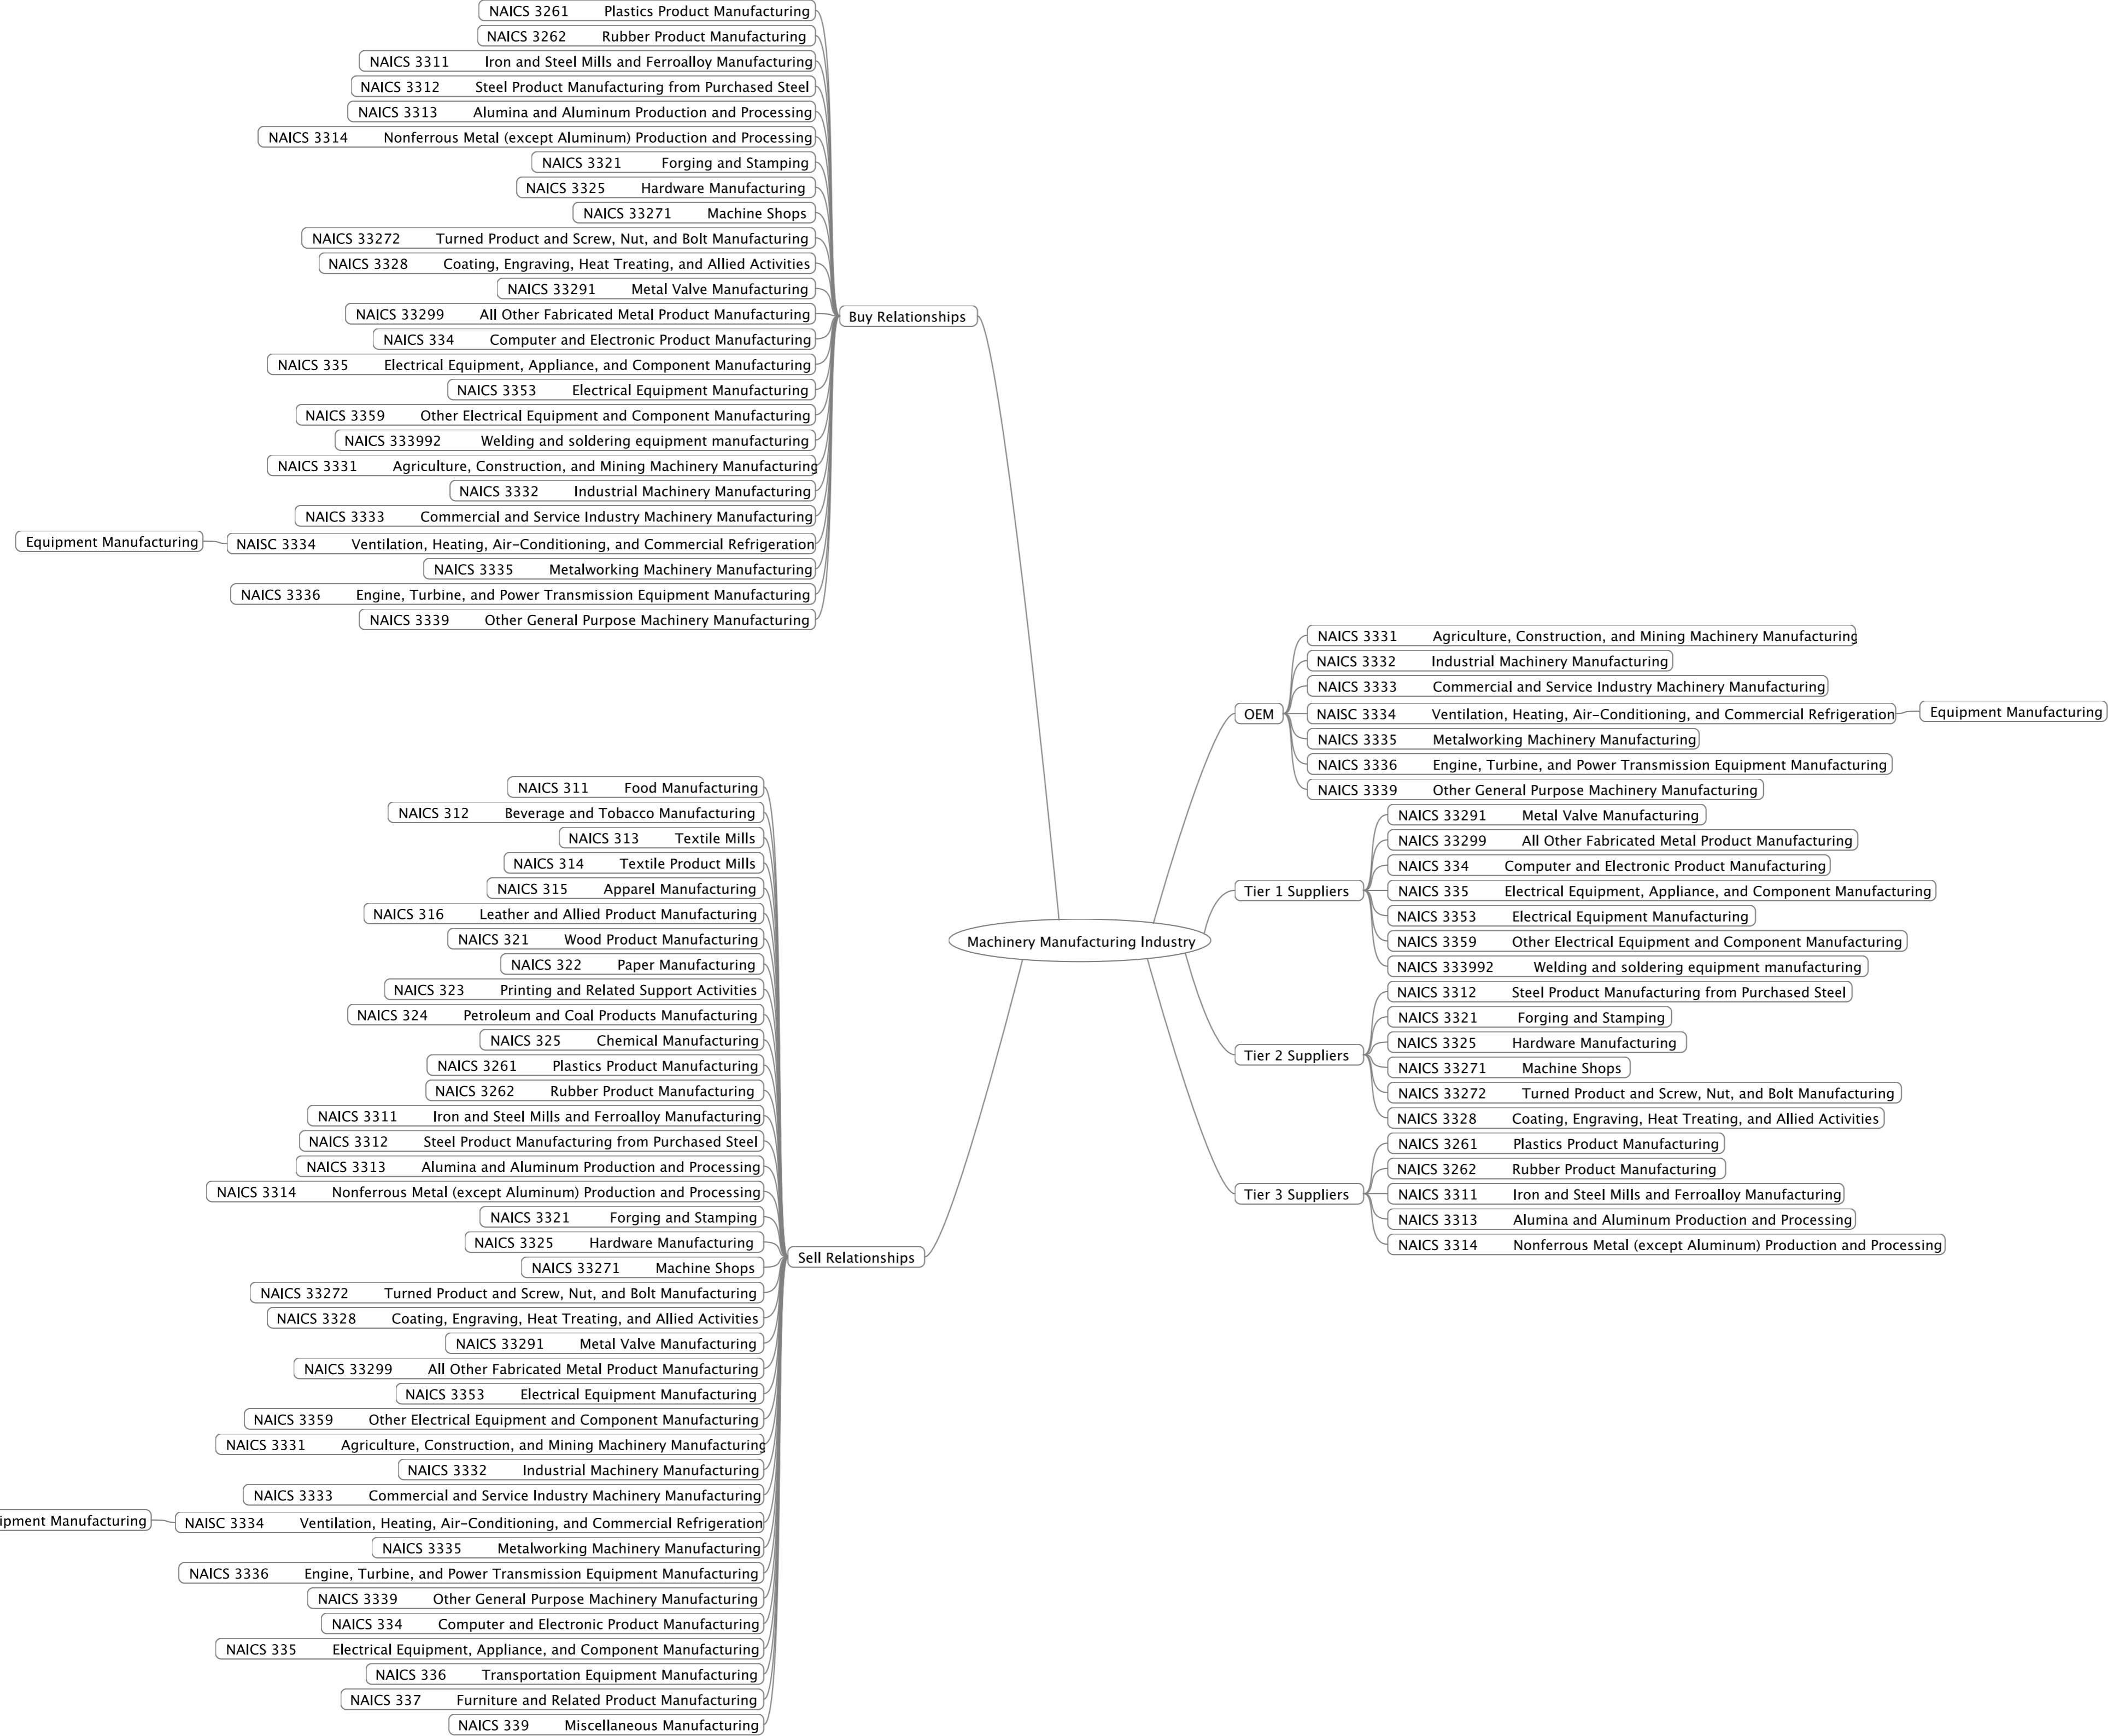 NAICS 3261 Plastics Product Manufacturing
NAICS 3262 Rubber Product Manufacturing
NAICS 3311 Iron and Steel Mills and Ferroalloy Manufacturing
NAICS 3312 Steel Product Manufacturing from Purchased Steel
NAICS 3313 Alumina and Aluminum Production and Processing
NAICS 3314 Nonferrous Metal (except Aluminum) Production and Processing
NAICS 3321 Forging and Stamping
NAICS 3325 Hardware Manufacturing
NAICS 33271 Machine Shops
NAICS 33272 Turned Product and Screw, Nut, and Bolt Manufacturing
NAICS 3328 Coating, Engraving, Heat Treating, and Allied Activities
NAICS 33291 Metal Valve Manufacturing
NAICS 33299 All Other Fabricated Metal Product Manufacturing
NAICS 334 Computer and Electronic Product Manufacturing
NAICS 335 Electrical Equipment, Appliance, and Component Manufacturing
NAICS 3353 Electrical Equipment Manufacturing
NAICS 3359 Other Electrical Equipment and Component Manufacturing
NAICS 333992 Welding and soldering equipment manufacturing
NAICS 3331 Agriculture, Construction, and Mining Machinery Manufacturing
NAICS 3332 Industrial Machinery Manufacturing
NAICS 3333 Commercial and Service Industry Machinery Manufacturing
Equipment Manufacturing
NAISC 3334 Ventilation, Heating, Air-Conditioning, and Commercial Refrigeration
NAICS 3335 Metalworking Machinery Manufacturing
NAICS 3336 Engine, Turbine, and Power Transmission Equipment Manufacturing
NAICS 3339 Other General Purpose Machinery Manufacturing
Buy Relationships
NAICS 311 Food Manufacturing
NAICS 312 Beverage and Tobacco Manufacturing
NAICS 313 Textile Mills
NAICS 314 Textile Product Mills
NAICS 315 Apparel Manufacturing
NAICS 316 Leather and Allied Product Manufacturing
NAICS 321 Wood Product Manufacturing
NAICS 322 Paper Manufacturing
NAICS 323 Printing and Related Support Activities
NAICS 324 Petroleum and Coal Products Manufacturing
NAICS 325 Chemical Manufacturing
NAICS 3261 Plastics Product Manufacturing
NAICS 3262 Rubber Product Manufacturing
NAICS 3311 Iron and Steel Mills and Ferroalloy Manufacturing
NAICS 3312 Steel Product Manufacturing from Purchased Steel
NAICS 3313 Alumina and Aluminum Production and Processing
NAICS 3314 Nonferrous Metal (except Aluminum) Production and Processing
NAICS 3321 Forging and Stamping
NAICS 3325 Hardware Manufacturing
NAICS 33271 Machine Shops
NAICS 33272 Turned Product and Screw, Nut, and Bolt Manufacturing
NAICS 3328 Coating, Engraving, Heat Treating, and Allied Activities
NAICS 33291 Metal Valve Manufacturing
NAICS 33299 All Other Fabricated Metal Product Manufacturing
NAICS 3353 Electrical Equipment Manufacturing
NAICS 3359 Other Electrical Equipment and Component Manufacturing
NAICS 3331 Agriculture, Construction, and Mining Machinery Manufacturing
NAICS 3332 Industrial Machinery Manufacturing
NAICS 3333 Commercial and Service Industry Machinery Manufacturing
Manufacturing
NAISC 3334 Ventilation, Heating, Air-Conditioning, and Commercial Refrigeration
NAICS 3335 Metalworking Machinery Manufacturing
NAICS 3336 Engine, Turbine, and Power Transmission Equipment Manufacturing
NAICS 3339 Other General Purpose Machinery Manufacturing
NAICS 334 Computer and Electronic Product Manufacturing
NAICS 335 Electrical Equipment, Appliance, and Component Manufacturing
NAICS 336 Transportation Equipment Manufacturing
NAICS 337 Furniture and Related Product Manufacturing
NAICS 339 Miscellaneous Manufacturing
Sell Relationships
Machinery Manufacturing Industry
OEM
NAICS 3331 Agriculture, Construction, and Mining Machinery Manufacturing
NAICS 3332 Industrial Machinery Manufacturing
NAICS 3333 Commercial and Service Industry Machinery Manufacturing
NAISC 3334 Ventilation, Heating, Air-Conditioning, and Commercial Refrigeration
Equipment Manufacturing
NAICS 3335 Metalworking Machinery Manufacturing
NAICS 3336 Engine, Turbine, and Power Transmission Equipment Manufacturing
NAICS 3339 Other General Purpose Machinery Manufacturing
Tier 1 Suppliers
NAICS 33291 Metal Valve Manufacturing
NAICS 33299 All Other Fabricated Metal Product Manufacturing
NAICS 334 Computer and Electronic Product Manufacturing
NAICS 335 Electrical Equipment, Appliance, and Component Manufacturing
NAICS 3353 Electrical Equipment Manufacturing
NAICS 3359 Other Electrical Equipment and Component Manufacturing
NAICS 333992 Welding and soldering equipment manufacturing
Tier 2 Suppliers
NAICS 3312 Steel Product Manufacturing from Purchased Steel
NAICS 3321 Forging and Stamping
NAICS 3325 Hardware Manufacturing
NAICS 33271 Machine Shops
NAICS 33272 Turned Product and Screw, Nut, and Bolt Manufacturing
NAICS 3328 Coating, Engraving, Heat Treating, and Allied Activities
Tier 3 Suppliers
NAICS 3261 Plastics Product Manufacturing
NAICS 3262 Rubber Product Manufacturing
NAICS 3311 Iron and Steel Mills and Ferroalloy Manufacturing
NAICS 3313 Alumina and Aluminum Production and Processing
NAICS 3314 Nonferrous Metal (except Aluminum) Production and Processing